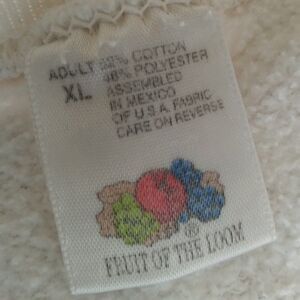 ADULT 52% COTTON
XL 48% POLYESTER
ASSEMBLED
IN MEXICO
OF U.S.A. FABRIC
CARE ON REVERSE
®
FRUIT OF THE LOOM